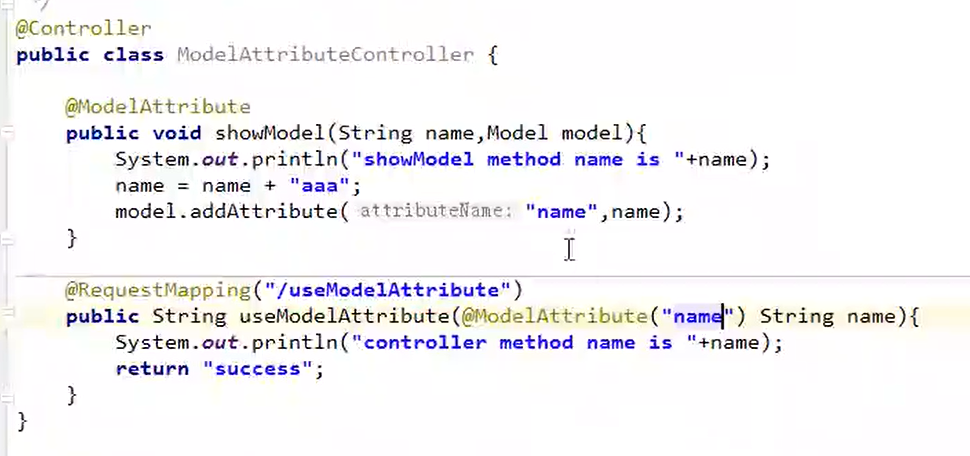 */
@Controller
public class ModelAttributeController {
@ModelAttribute
public void showModel(String name,Model model){
System.out.println("showModel method name is "+name);
name = name + "aaa";
model.addAttribute( attributeName: "name",name);
}
@RequestMapping("/useModelAttribute")
public String useModelAttribute(@ModelAttribute("name") String name){
System.out.println("controller method name is "+name);
return "success";
}
}